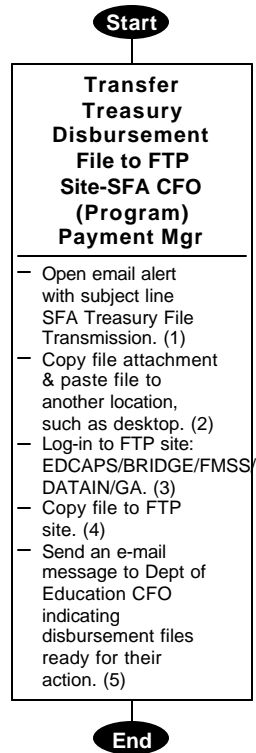 Start
Transfer
Treasury
Disbursement
File to FTP
Site-SFA CFO
(Program)
Payment Mgr
– Open email alert
with subject line
SFA Treasury File
Transmission. (1)
– Copy file attachment
& paste file to
another location,
such as desktop. (2)
– Log-in to FTP site:
EDCAPS/BRIDGE/FMSS/
DATAIN/GA. (3)
– Copy file to FTP
site. (4)
– Send an e-mail
message to Dept of
Education CFO
indicating
disbursement files
ready for their
action. (5)
End